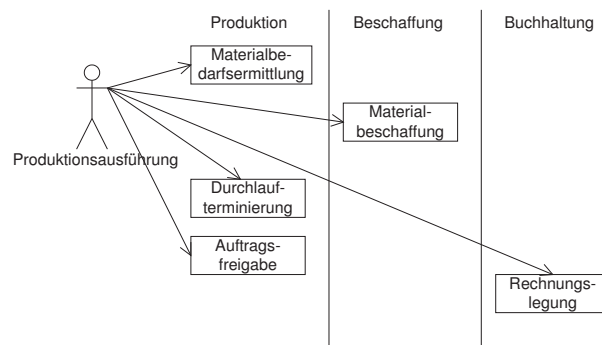 Produktion
Beschaffung
Buchhaltung
Materialbe-
darfsermittlung
Material-
beschaffung
Produktionsausführung
Durchlauf-
terminierung
Auftrags-
freigabe
Rechnungs-
legung